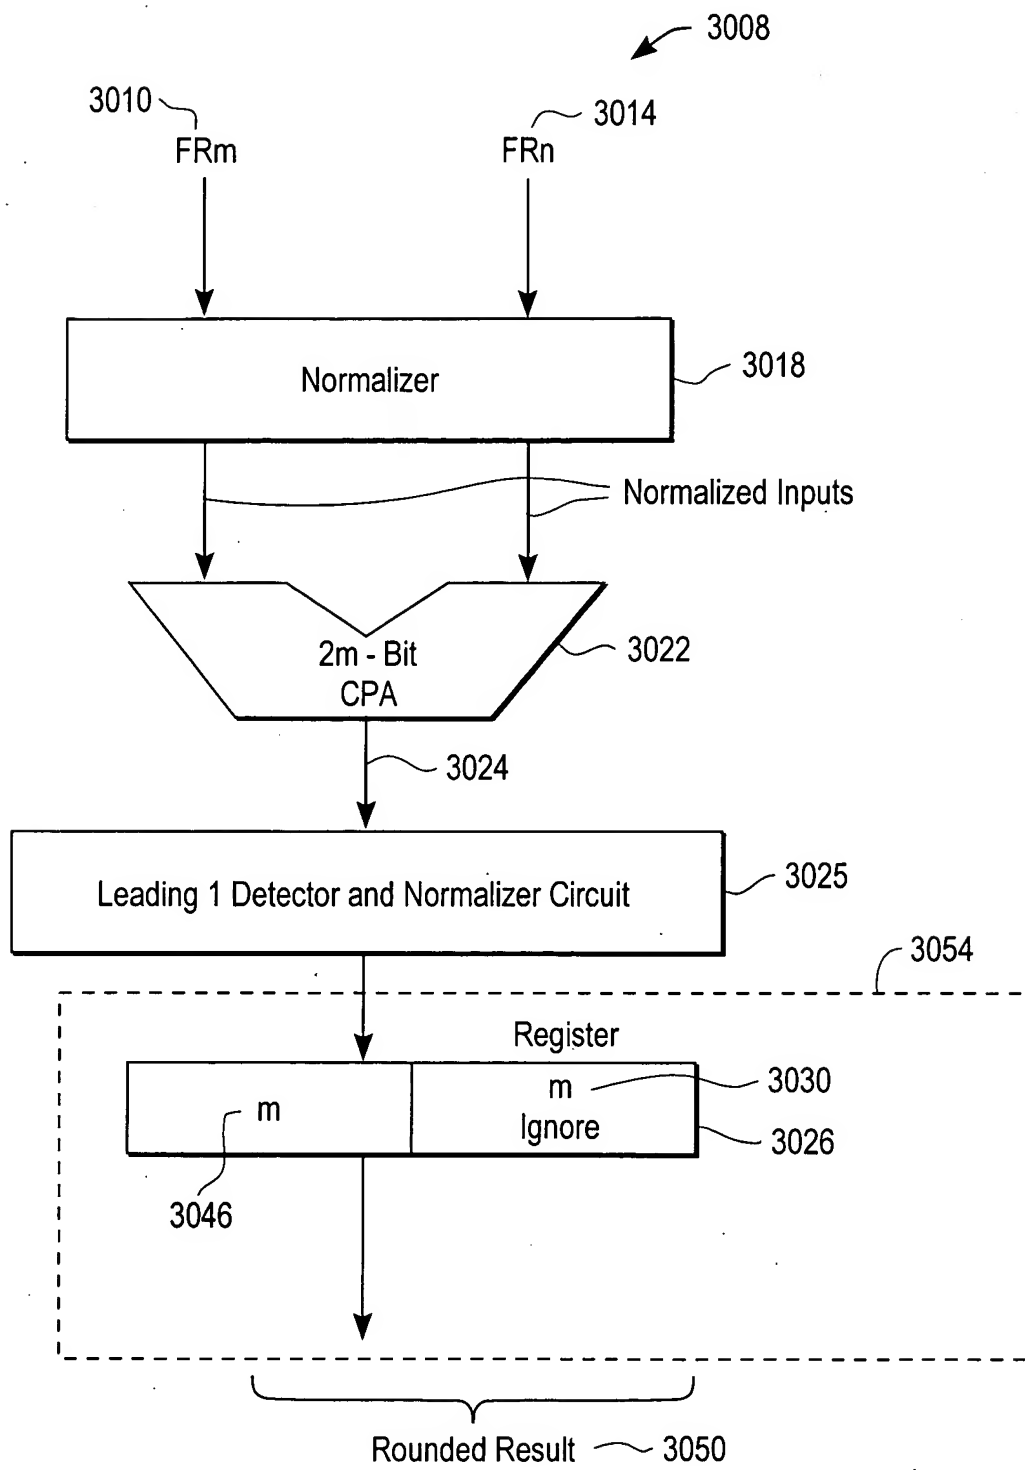 3008
3010
3014
FRm
FRn
Normalizer
3018
Normalized Inputs
2m - Bit
CPA
3022
3024
Leading 1 Detector and Normalizer Circuit
3025
3054
Register
m
m
Ignore
3030
3026
3046
Rounded Result
3050